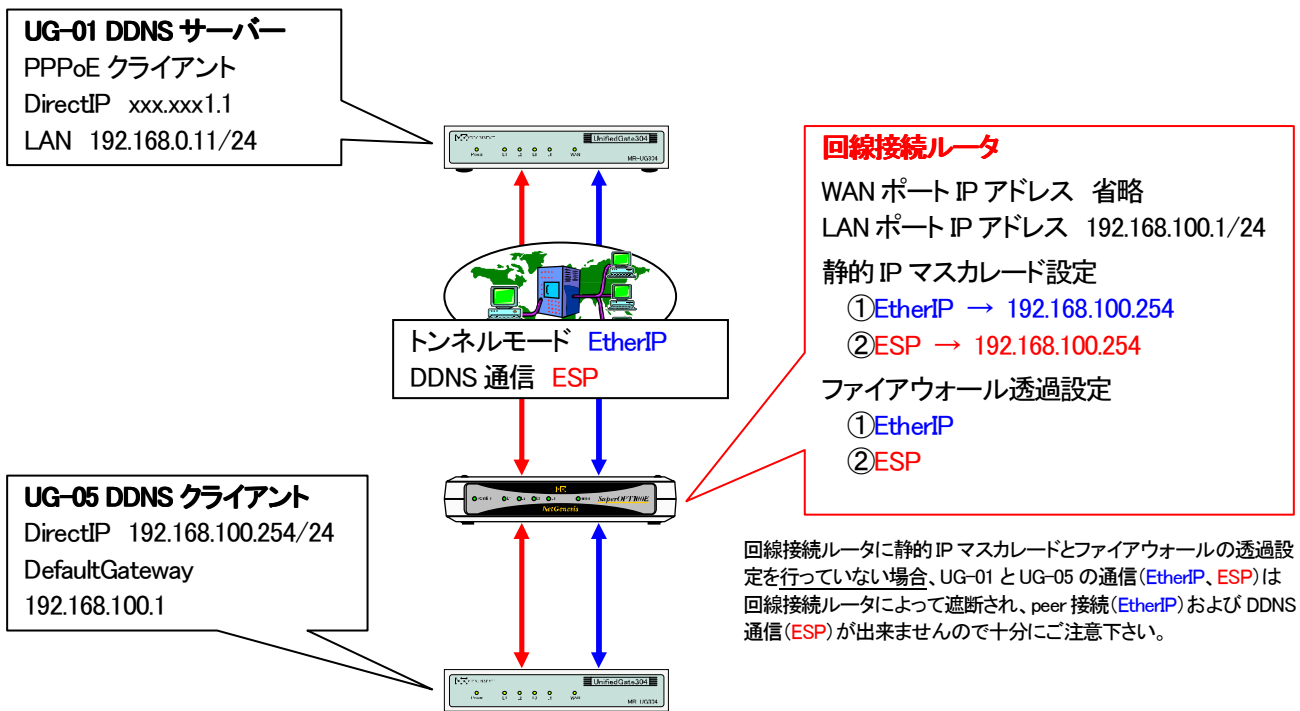 UG-01 DDNS サーバー
PPPoE クライアント
DirectIP xxx.xxx1.1
LAN 192.168.0.11/24
UnifiedGate304
Power
WAN
MR-UG304
回線接続ルータ
WAN ポート IP アドレス 省略
LAN ポート IP アドレス 192.168.100.1/24
静的 IP マスカレード設定
①EtherIP → 192.168.100.254
②ESP → 192.168.100.254
ファイアウォール透過設定
①EtherIP
②ESP
トンネルモード EtherIP
DDNS 通信 ESP
SuperOPT100E
NetGenesis
UG-05 DDNS クライアント
DirectIP 192.168.100.254/24
DefaultGateway
192.168.100.1
回線接続ルータに静的 IP マスカレードとファイアウォールの透過設
定を行っていない場合、UG-01 と UG-05 の通信(EtherIP、ESP)は
回線接続ルータによって遮断され、peer 接続(EtherIP)および DDNS
通信(ESP)が出来ませんので十分にご注意下さい。
UnifiedGate304
Power
WAN
MR-UG304